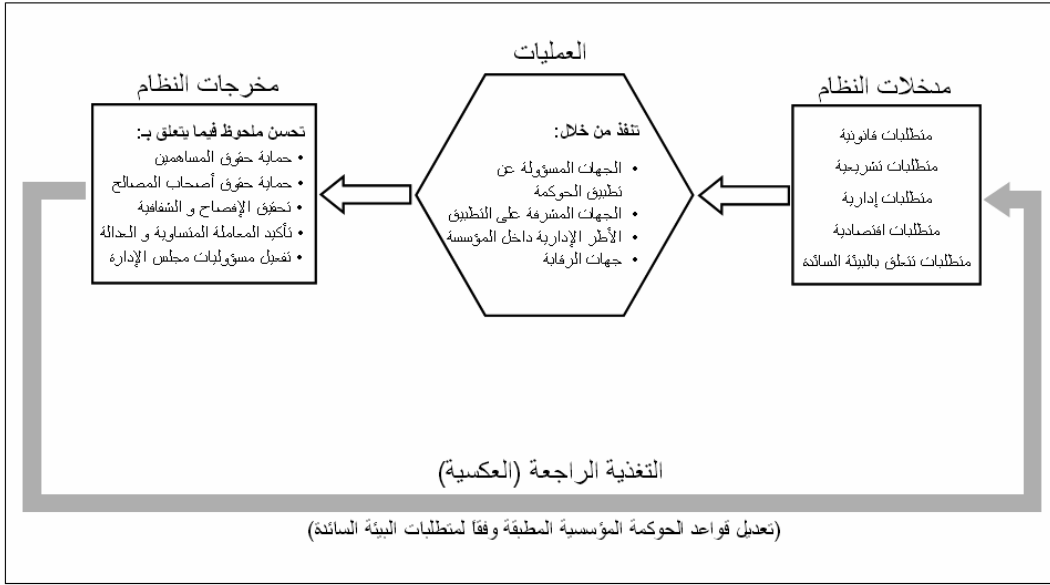 مدخلات النظام
متطلبات قانونية
متطلبات تشريعية
متطلبات إدارية
متطلبات اقتصادية
متطلبات تتعلق بالبيئة السائدة
العمليات
تنفذ من خلال:
• الجهات المسؤولة عن
تطبيق الحوكمة
• الجهات المشرفة على التطبيق
• الأطر الإدارية داخل المؤسسة
• جهات الرقابة
مخرجات النظام
تحسن ملحوظ فيما يتعلق بـ:
• حماية حقوق المساهمين
• حماية حقوق أصحاب المصالح
• تحقيق الإفصاح و الشفافية
• تأكيد المعاملة المتساوية و العدالة
• تفعيل مسؤوليات مجلس الإدارة
التغذية الراجعة (العكسية)
(تعديل قواعد الحوكمة المؤسسية المطبقة وفقاً لمتطلبات البيئة السائدة)